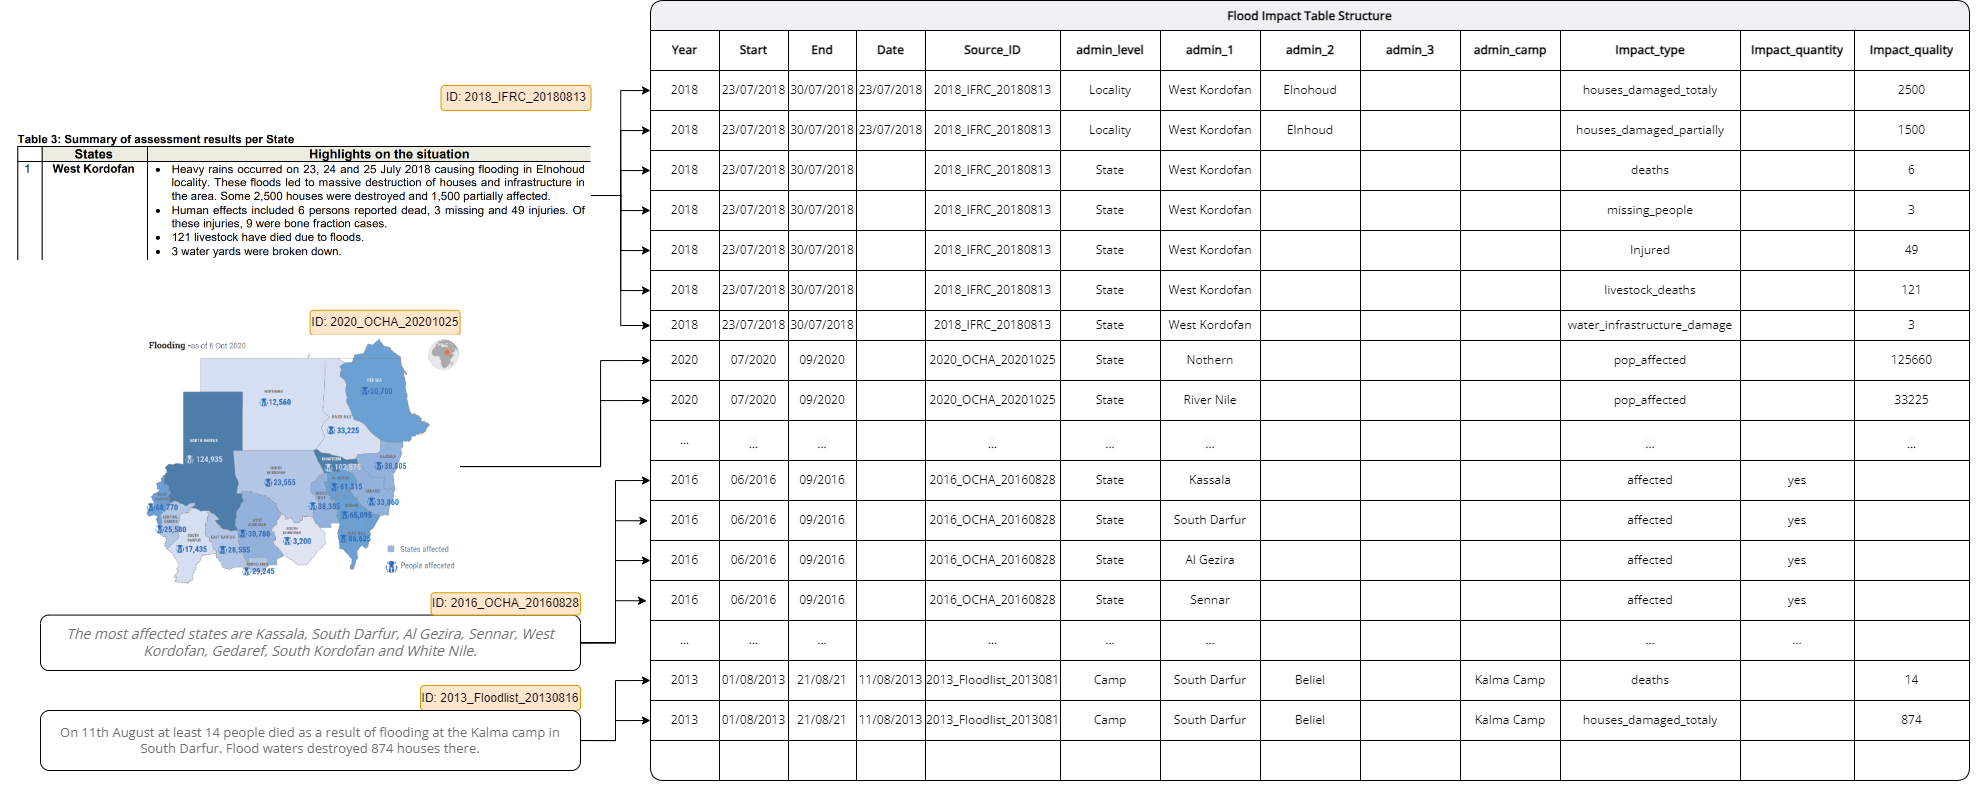 ID: 2018_IFRC_20180813
Table 3: Summary of assessment results per State
States Highlights on the situation
1 West Kordofan
• Heavy rains occurred on 23, 24 and 25 July 2018 causing flooding in Elnohoud
locality. These floods led to massive destruction of houses and infrastructure in
the area. Some 2,500 houses were destroyed and 1,500 partially affected.
• Human effects included 6 persons reported dead, 3 missing and 49 injuries. Of
these injuries, 9 were bone fraction cases.
• 121 livestock have died due to floods.
• 3 water yards were broken down.
ID: 2020_OCHA_20201025
Flooding -as of 6 Oct 2020
RED SEA
50,700
NORTHERN
12,560
RIVER NILE
33,225
NORTH DARFUR
124,935
KHARTOUM
102,575
KASSALA
38,805
NORTH
KORDOFAN
23,555
61,315
38,385
33,860
65,095
68,770
25,580
WEST
KORDOFAN
30,780
SOUTH
KORDOFAN
3,200
86,625
SOUTH
DARFUR
17,435
EAST DARFUR
28,555
29,245
States affected
People affeceted
ID: 2016_OCHA_20160828
The most affected states are Kassala, South Darfur, Al Gezira, Sennar, West
Kordofan, Gedaref, South Kordofan and White Nile.
ID: 2013_Floodlist_20130816
On 11th August at least 14 people died as a result of flooding at the Kalma camp in
South Darfur. Flood waters destroyed 874 houses there.
Flood Impact Table Structure
Year Start End Date Source_ID admin_level admin_1 admin_2 admin_3 admin_camp Impact_type Impact_quantity Impact_quality
2018 23/07/2018 30/07/2018 23/07/2018 2018_IFRC_20180813 Locality West Kordofan Elnohoud houses_damaged_totaly 2500
2018 23/07/2018 30/07/2018 23/07/2018 2018_IFRC_20180813 Locality West Kordofan Elnhoud houses_damaged_partially 1500
2018 23/07/2018 30/07/2018 2018_IFRC_20180813 State West Kordofan deaths 6
2018 23/07/2018 30/07/2018 2018_IFRC_20180813 State West Kordofan missing_people 3
2018 23/07/2018 30/07/2018 2018_IFRC_20180813 State West Kordofan Injured 49
2018 23/07/2018 30/07/2018 2018_IFRC_20180813 State West Kordofan livestock_deaths 121
2018 23/07/2018 30/07/2018 2018_IFRC_20180813 State West Kordofan water_infrastructure_damage 3
2020 07/2020 09/2020 2020_OCHA_20201025 State Nothern pop_affected 125660
2020 07/2020 09/2020 2020_OCHA_20201025 State River Nile pop_affected 33225
... ... ... ... ... ... ...
2016 06/2016 09/2016 2016_OCHA_20160828 State Kassala affected yes
2016 06/2016 09/2016 2016_OCHA_20160828 State South Darfur affected yes
2016 06/2016 09/2016 2016_OCHA_20160828 State Al Gezira affected yes
2016 06/2016 09/2016 2016_OCHA_20160828 State Sennar affected yes
... ... ... ... ... ... ...
2013 01/08/2013 21/08/21 11/08/2013 2013_Floodlist_2013081 Camp South Darfur Beliel Kalma Camp deaths 14
2013 01/08/2013 21/08/21 11/08/2013 2013_Floodlist_2013081 Camp South Darfur Beliel Kalma Camp houses_damaged_totaly 874